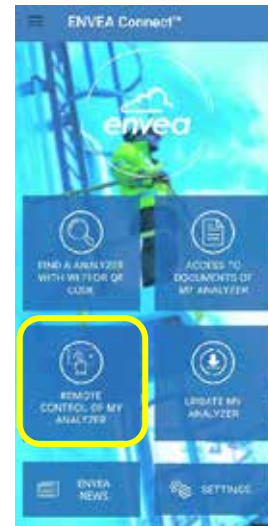 ENVEA Connect™
envea
FIND A ANALYZER
WITH WI FI OR QR
CODE
ACCESS TO
DOCUMENTS OF
MY ANALYZER
REMOTE
CONTROL OF MY
ANALYZER
UPDATE MY
ANALYZER
ENVEA
NEWS
SETTINGS